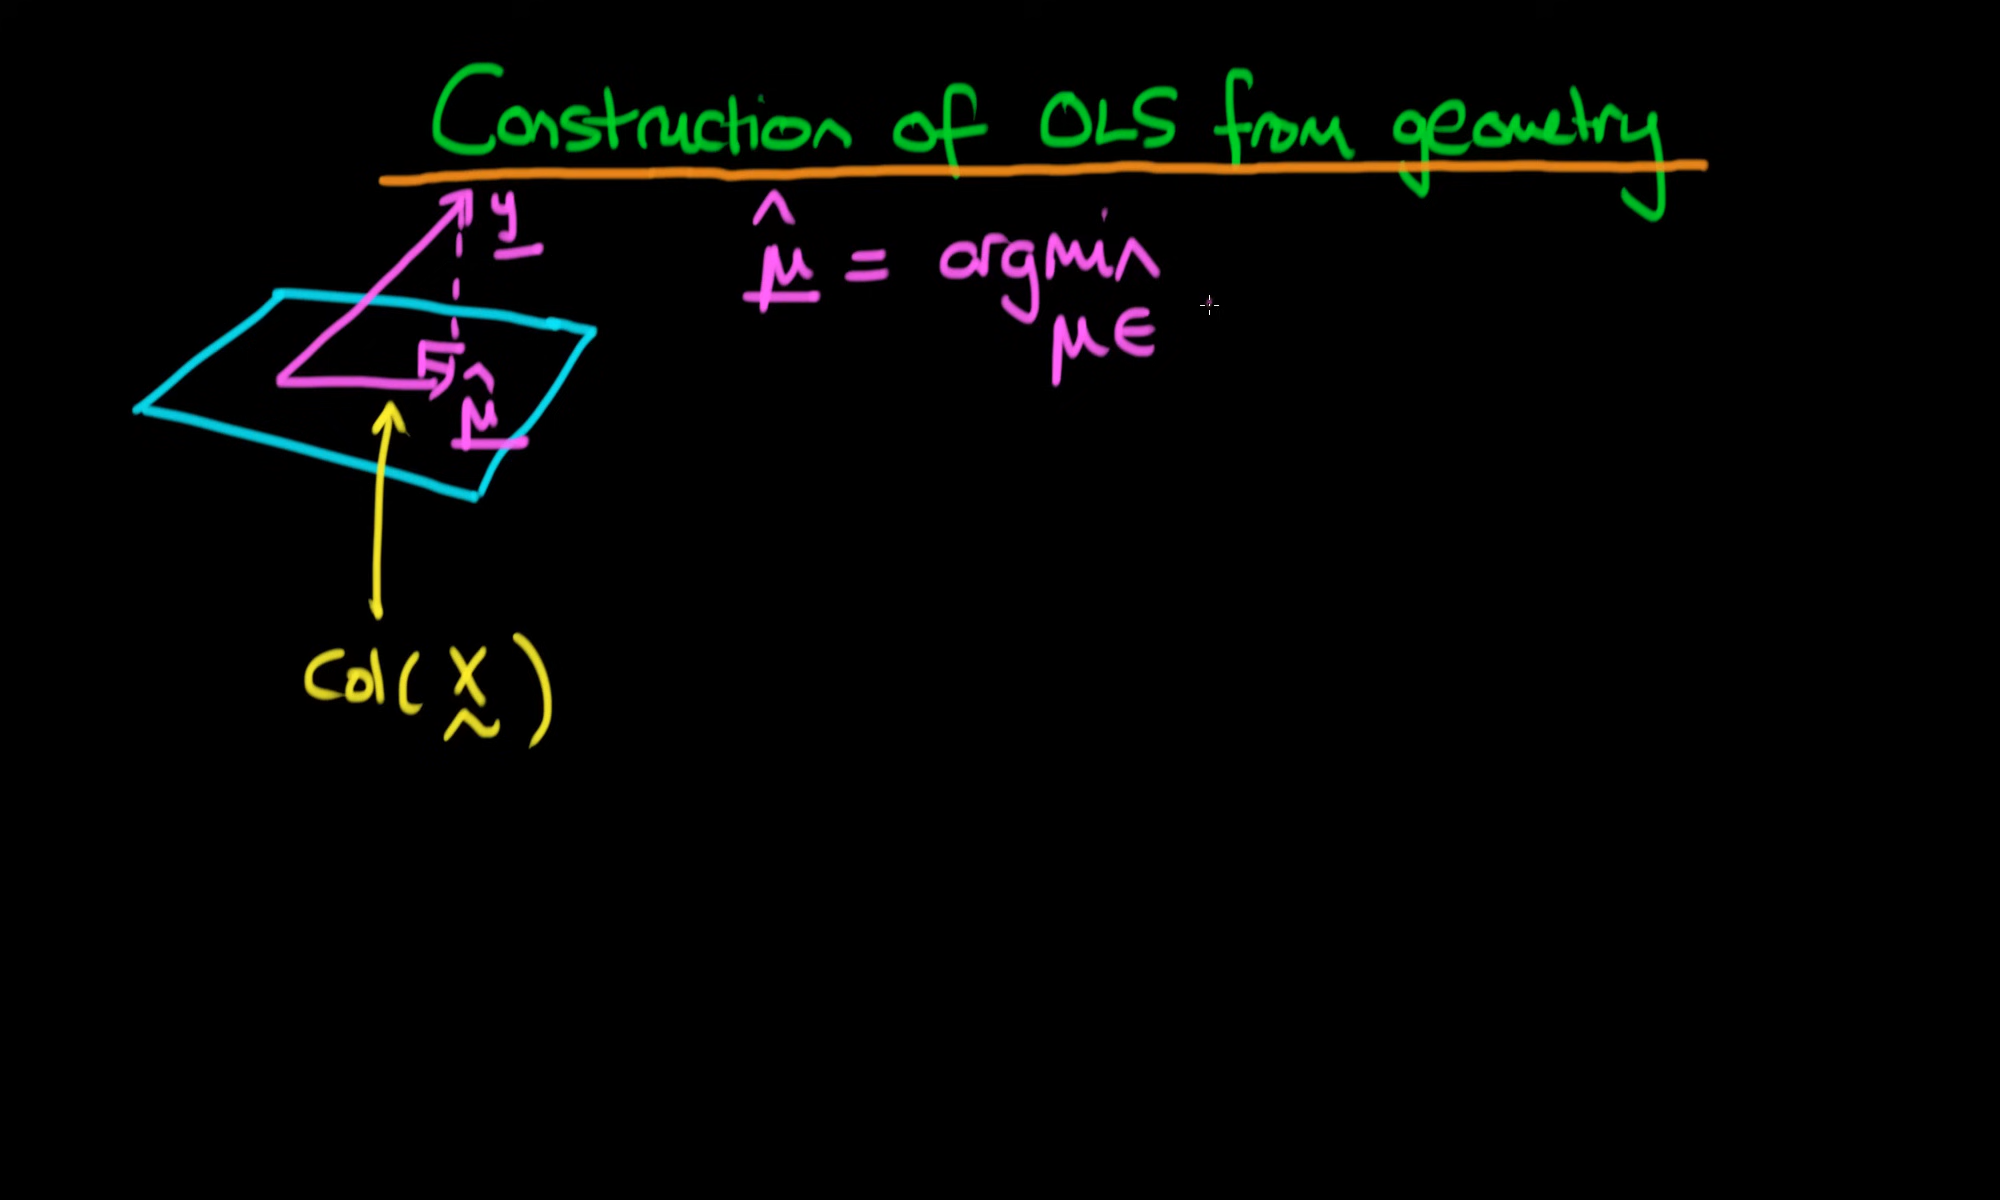 Construction of OLS from geometry
y
μ̂ = argmin
μ ∈
μ̂
Col(X)